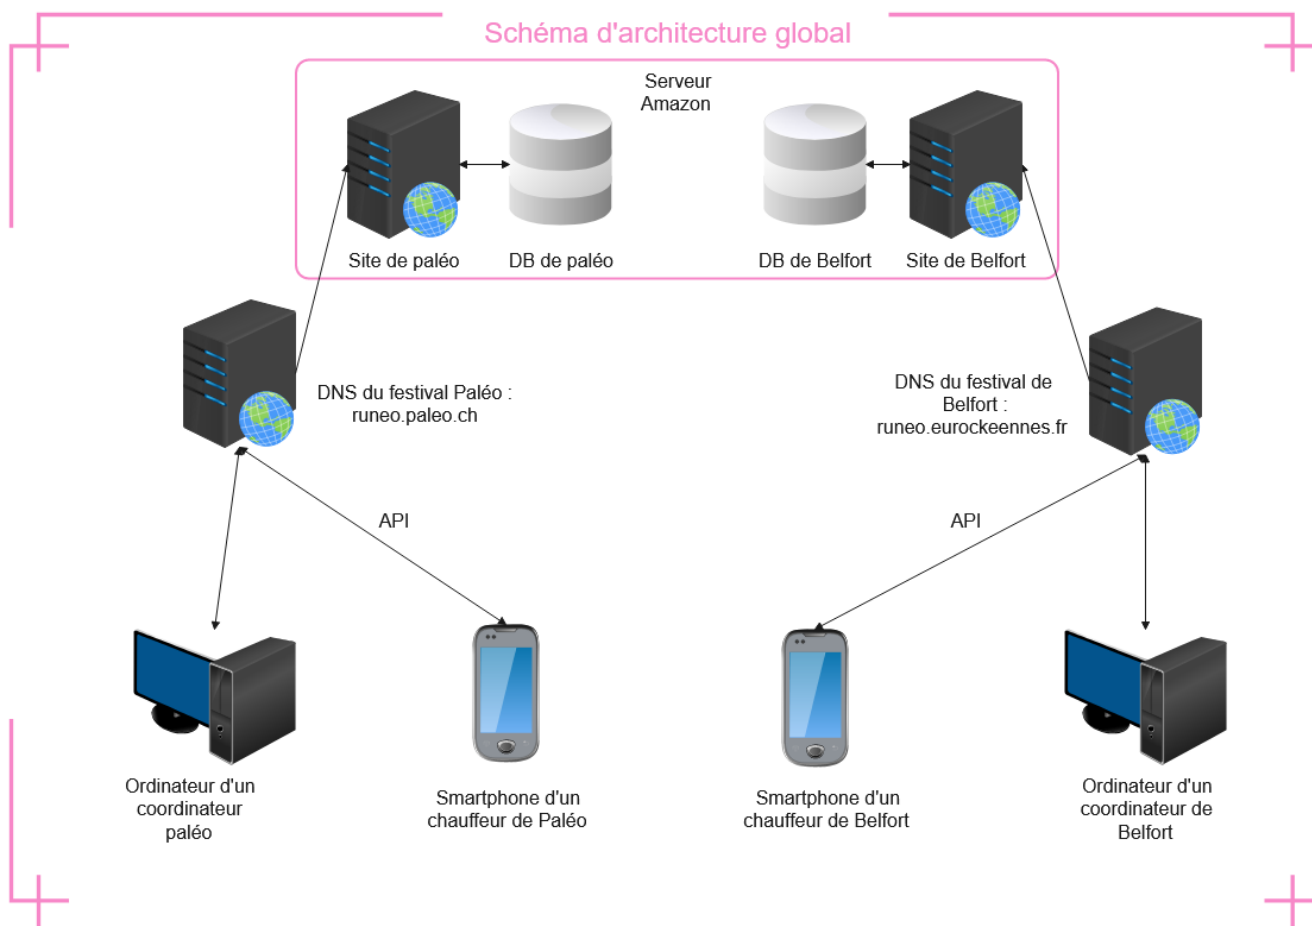 Schéma d'architecture global
Serveur
Amazon
Site de paléo
DB de paléo
DB de Belfort
Site de Belfort
DNS du festival Paléo :
runeo.paleo.ch
DNS du festival de
Belfort :
runeo.eurockeennes.fr
API
API
Ordinateur d'un
coordinateur
paléo
Smartphone d'un
chauffeur de Paléo
Smartphone d'un
chauffeur de Belfort
Ordinateur d'un
coordinateur de
Belfort